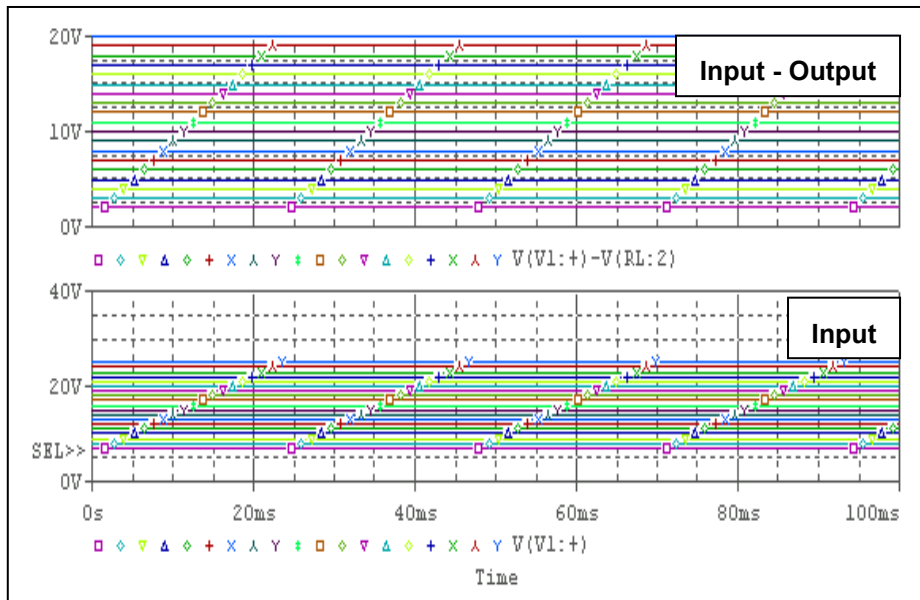 20V
Input - Output
10V
0V
V(V1:+)-V(RL:2)
40V
Input
20V
SEL>>
0V
0s 20ms 40ms 60ms 80ms 100ms
V(V1:+)
Time